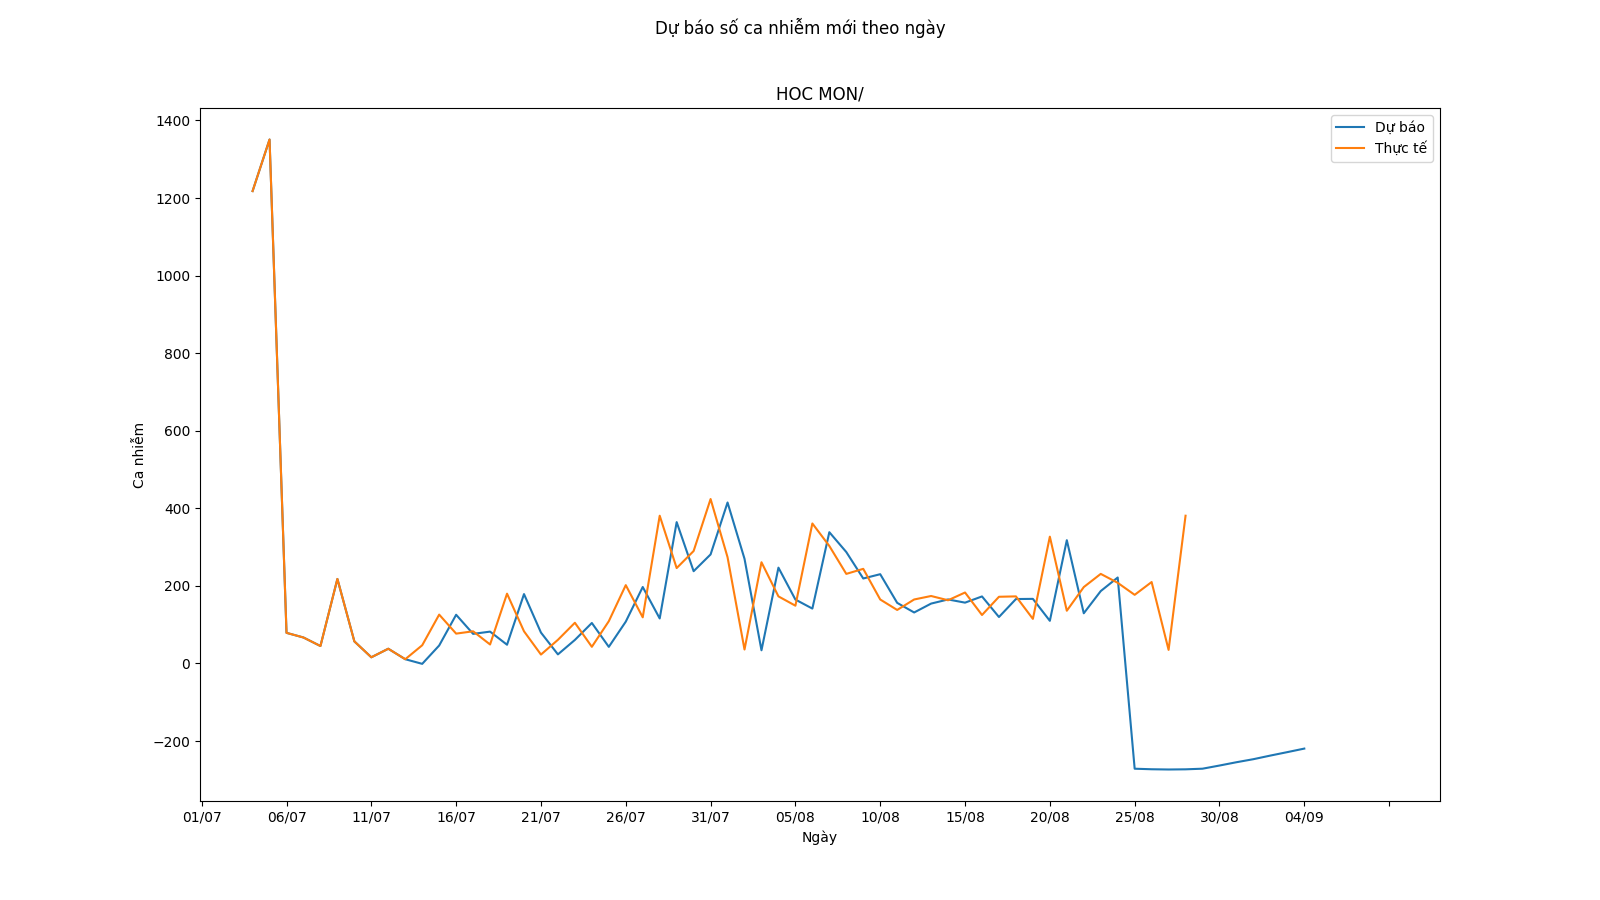 Dự báo số ca nhiễm mới theo ngày
HOC MON/
Dự báo
Thực tế
1400
1200
1000
800
600
400
200
0
−200
Ca nhiễm
01/07 06/07 11/07 16/07 21/07 26/07 31/07 05/08 10/08 15/08 20/08 25/08 30/08 04/09
Ngày